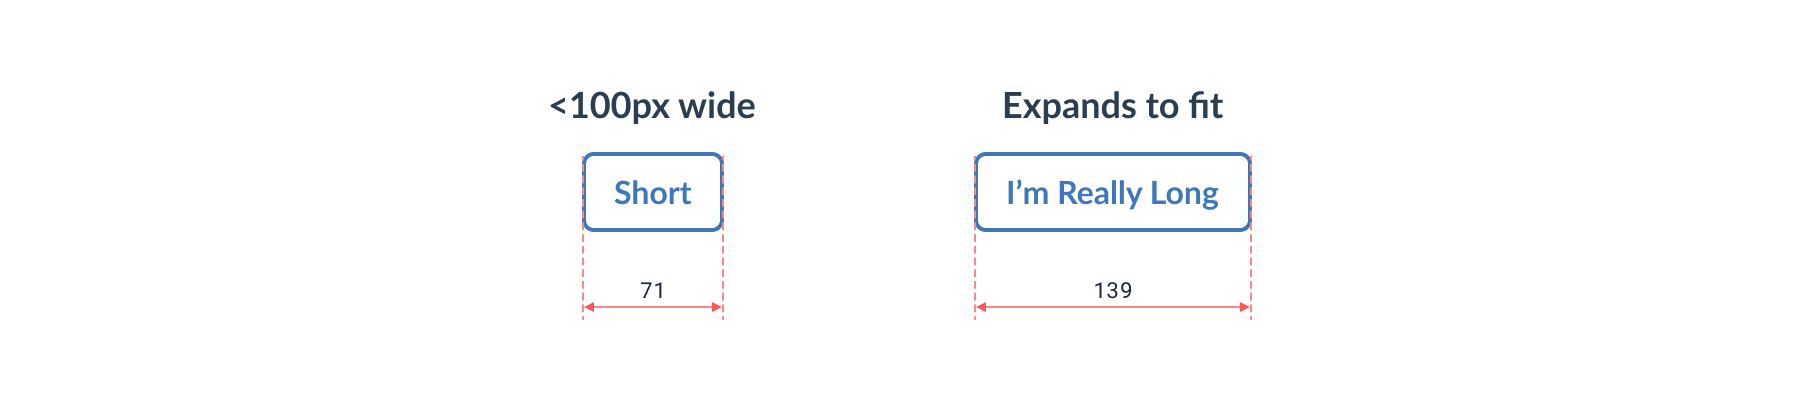 <100px wide
Expands to fit
Short
I’m Really Long
71
139